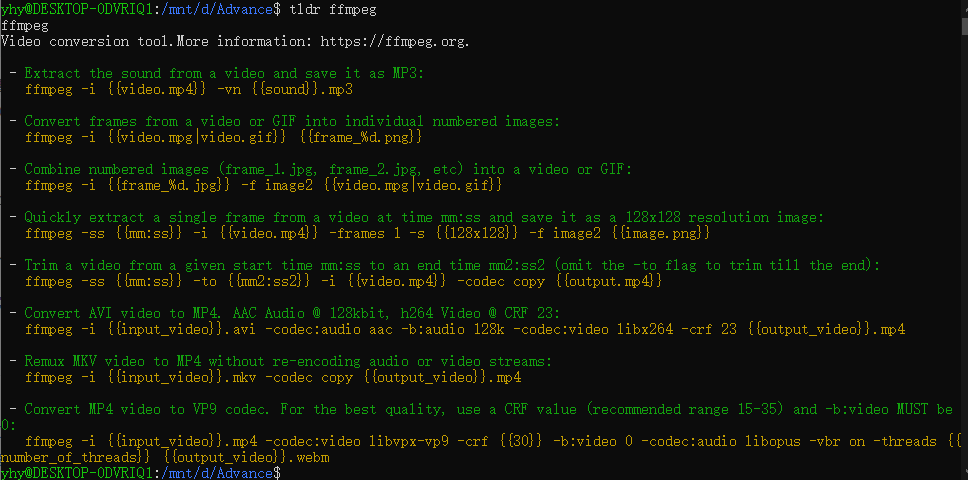 yhy@DESKTOP-0DVRIQ1:/mnt/d/Advance$ tldr ffmpeg
ffmpeg
Video conversion tool.More information: https://ffmpeg.org.
- Extract the sound from a video and save it as MP3:
ffmpeg -i {{video.mp4}} -vn {{sound}}.mp3
- Convert frames from a video or GIF into individual numbered images:
ffmpeg -i {{video.mpg|video.gif}} {{frame_%d.png}}
- Combine numbered images (frame_1.jpg, frame_2.jpg, etc) into a video or GIF:
ffmpeg -i {{frame_%d.jpg}} -f image2 {{video.mpg|video.gif}}
- Quickly extract a single frame from a video at time mm:ss and save it as a 128x128 resolution image:
ffmpeg -ss {{mm:ss}} -i {{video.mp4}} -frames 1 -s {{128x128}} -f image2 {{image.png}}
- Trim a video from a given start time mm:ss to an end time mm2:ss2 (omit the -to flag to trim till the end):
ffmpeg -ss {{mm:ss}} -to {{mm2:ss2}} -i {{video.mp4}} -codec copy {{output.mp4}}
- Convert AVI video to MP4. AAC Audio @ 128kbit, h264 Video @ CRF 23:
ffmpeg -i {{input_video}}.avi -codec:audio aac -b:audio 128k -codec:video libx264 -crf 23 {{output_video}}.mp4
- Remux MKV video to MP4 without re-encoding audio or video streams:
ffmpeg -i {{input_video}}.mkv -codec copy {{output_video}}.mp4
- Convert MP4 video to VP9 codec. For the best quality, use a CRF value (recommended range 15-35) and -b:video MUST be
0:
ffmpeg -i {{input_video}}.mp4 -codec:video libvpx-vp9 -crf {{30}} -b:video 0 -codec:audio libopus -vbr on -threads {{
number_of_threads}} {{output_video}}.webm
yhy@DESKTOP-0DVRIQ1:/mnt/d/Advance$